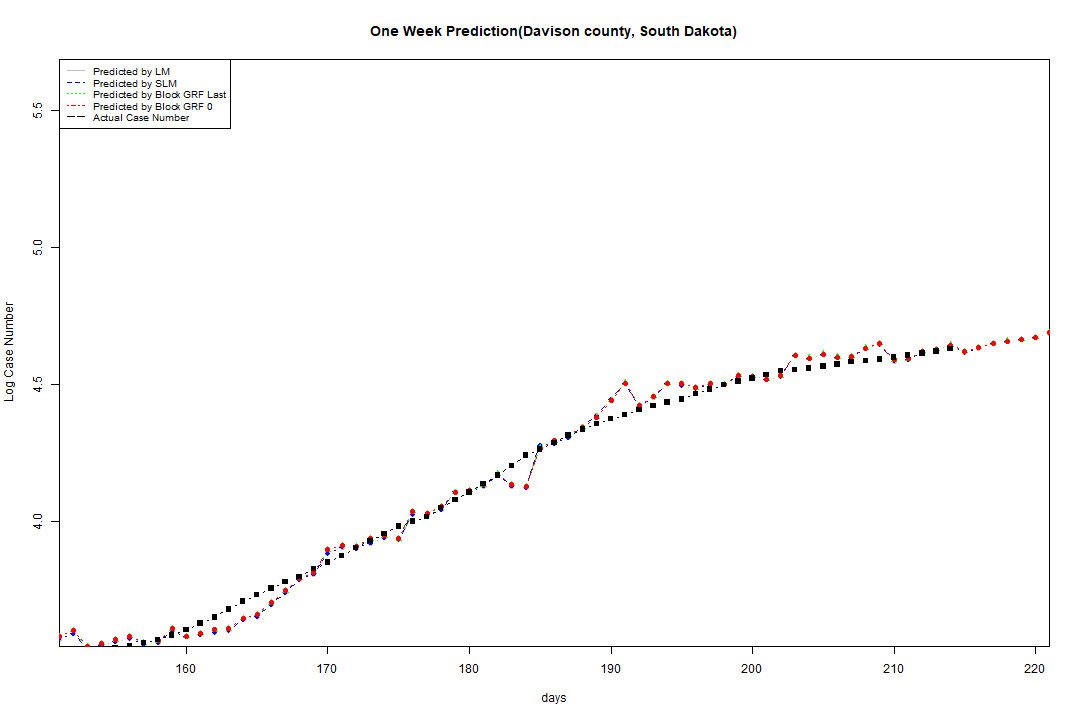 One Week Prediction(Davison county, South Dakota)
Predicted by LM
Predicted by SLM
Predicted by Block GRF Last
Predicted by Block GRF 0
Actual Case Number
5.5
5.0
4.5
4.0
Log Case Number
160 170 180 190 200 210 220
days